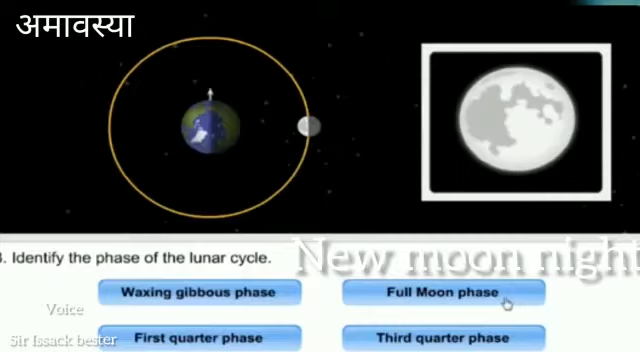 अमावस्या
3. Identify the phase of the lunar cycle.
New moon night
Waxing gibbous phase
Full Moon phase
Voice
Sir Issack bester
First quarter phase
Third quarter phase